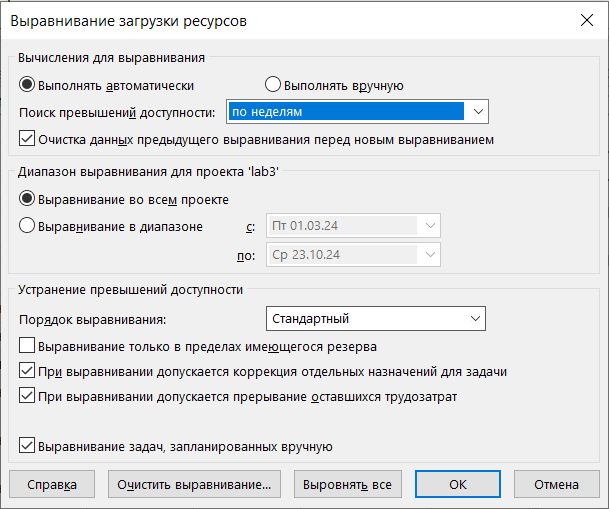 Выравнивание загрузки ресурсов
Вычисления для выравнивания
Выполнять автоматически Выполнять вручную
Поиск превышений доступности: по неделям
Очистка данных предыдущего выравнивания перед новым выравниванием
Диапазон выравнивания для проекта 'lab3'
Выравнивание во всем проекте
Выравнивание в диапазоне с: Пт 01.03.24
по: Ср 23.10.24
Устранение превышений доступности
Порядок выравнивания: Стандартный
Выравнивание только в пределах имеющегося резерва
При выравнивании допускается коррекция отдельных назначений для задачи
При выравнивании допускается прерывание оставшихся трудозатрат
Выравнивание задач, запланированных вручную
Справка Очистить выравнивание... Выровнять все ОК Отмена